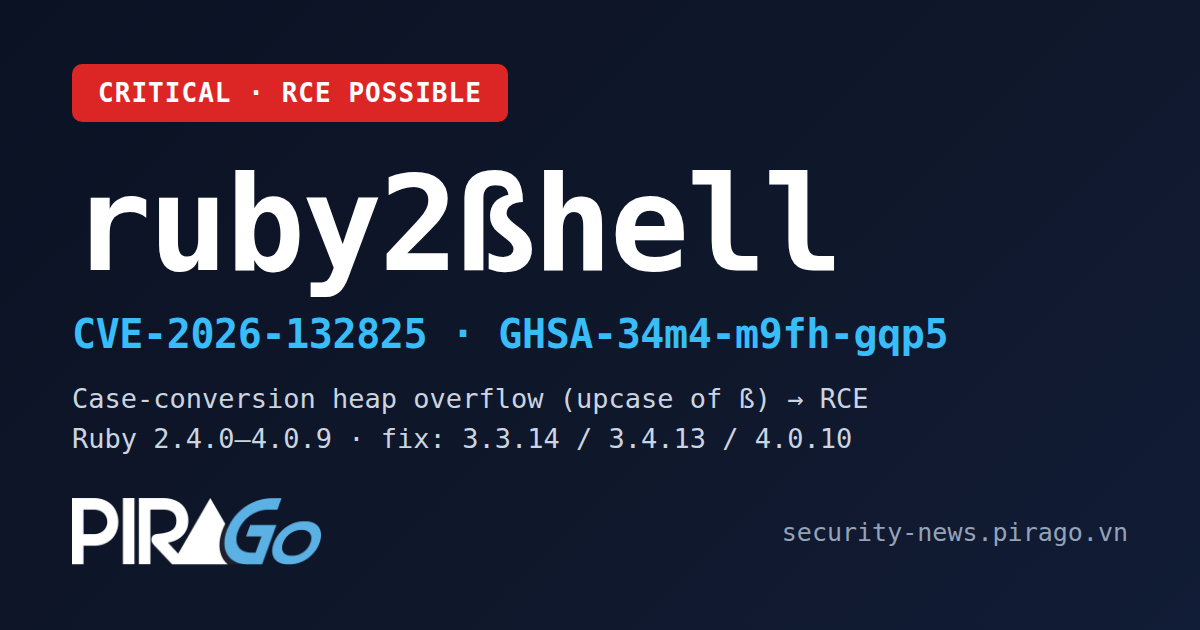 CRITICAL · RCE POSSIBLE
ruby2ßhell
CVE-2026-132825 · GHSA-34m4-m9fh-gqp5
Case-conversion heap overflow (upcase of ß) → RCE
Ruby 2.4.0–4.0.9 · fix: 3.3.14 / 3.4.13 / 4.0.10
PIRAGo
security-news.pirago.vn